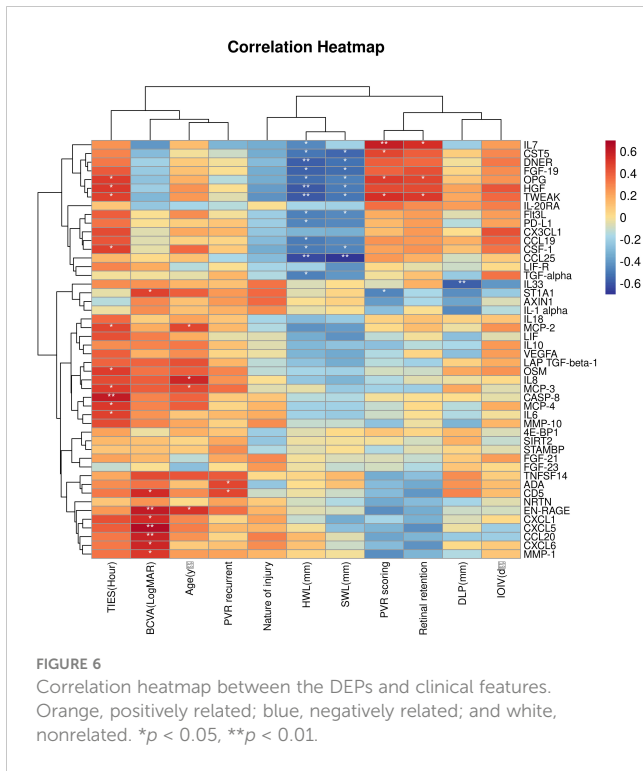 Correlation Heatmap
IL7
CST5
DNER
FGF-19
OPG
HGF
TWEAK
IL-20RA
Flt3L
PD-L1
CX3CL1
CCL19
CSF-1
CCL25
LIF-R
TGF-alpha
IL33
ST1A1
AXIN1
IL-1 alpha
IL18
MCP-2
LIF
IL10
VEGFA
LAP TGF-beta-1
OSM
IL8
MCP-3
CASP-8
MCP-4
IL6
MMP-10
4E-BP1
SIRT2
STAMBP
FGF-21
FGF-23
TNFSF14
ADA
CD5
NRTN
EN-RAGE
CXCL1
CXCL5
CCL20
CXCL6
MMP-1
0.6
0.4
0.2
0
-0.2
-0.4
-0.6
TIES(Hour)
BCVA(LogMAR)
Age(y
PVR recurrent
Nature of injury
HWL(mm)
SWL(mm)
PVR scoring
Retinal retention
DLP(mm)
IOIV(d
FIGURE 6
Correlation heatmap between the DEPs and clinical features.
Orange, positively related; blue, negatively related; and white,
nonrelated. *p < 0.05, **p < 0.01.